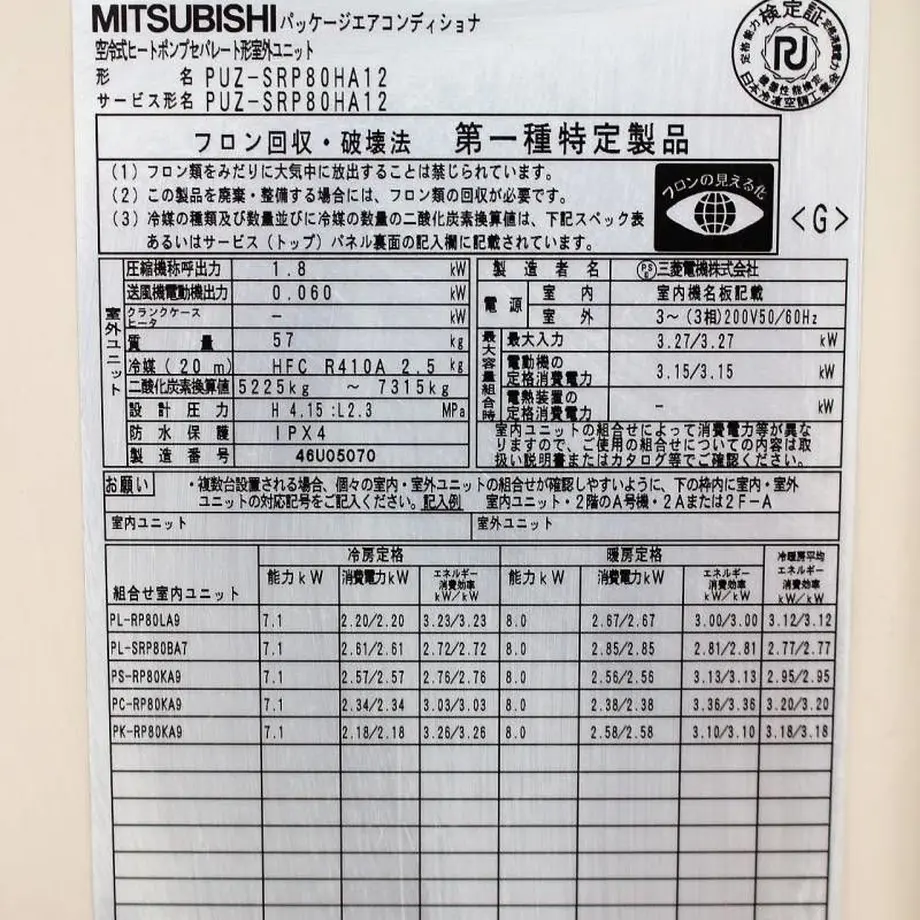 MITSUBISHI パッケージエアコンディショナ
空冷式ヒートポンプセパレート形室外ユニット
形 名 PUZ-SRP80HA12
サービス形名 PUZ-SRP80HA12
検定証
定格能力
定格消費電力
機器性能検定
日本冷凍空調工業会
フロン回収・破壊法 第一種特定製品
(1) フロン類をみだりに大気中に放出することは禁じられています。
(2) この製品を廃棄・整備する場合には、フロン類の回収が必要です。
(3) 冷媒の種類及び数量並びに冷媒の数量の二酸化炭素換算値は、下記スペック表
あるいはサービス(トップ)パネル裏面の記入欄に記載されています。
フロンの見える化
<G>
室外ユニット
圧縮機称呼出力 1.8 kW
送風機電動機出力 0.060 kW
クランクケースヒータ − kW
質 量 57 kg
冷媒(20m) HFC R410A 2.5 kg
二酸化炭素換算値 5225kg ~ 7315kg
設計圧力 H 4.15:L2.3 MPa
防水保護 IPX4
製造番号 46U05070
製造者名 PSE 三菱電機株式会社
電源 室内 室内機名板記載
室外 3~(3相)200V50/60Hz
最大容量組合時
最大入力 3.27/3.27 kW
電動機の定格消費電力 3.15/3.15 kW
電熱装置の定格消費電力 − kW
室内ユニットの組合せによって消費電力等が異な
りますので、ご使用の組合せについての内容は取
扱い説明書またはカタログ等でご確認ください。
お願い ・複数台設置される場合、個々の室内・室外ユニットの組合せが確認しやすいように、下の枠内に室内・室外
ユニットの対応記号をご記入ください。記入例 室内ユニット・2階のA号機・2Aまたは2F−A
室内ユニット 室外ユニット
組合せ室内ユニット 冷房定格 暖房定格 冷暖房平均
能力kW 消費電力kW エネルギー消費効率kW/kW 能力kW 消費電力kW エネルギー消費効率kW/kW エネルギー消費効率kW/kW
PL-RP80LA9 7.1 2.20/2.20 3.23/3.23 8.0 2.67/2.67 3.00/3.00 3.12/3.12
PL-SRP80BA7 7.1 2.61/2.61 2.72/2.72 8.0 2.85/2.85 2.81/2.81 2.77/2.77
PS-RP80KA9 7.1 2.57/2.57 2.76/2.76 8.0 2.56/2.56 3.13/3.13 2.95/2.95
PC-RP80KA9 7.1 2.34/2.34 3.03/3.03 8.0 2.38/2.38 3.36/3.36 3.20/3.20
PK-RP80KA9 7.1 2.18/2.18 3.26/3.26 8.0 2.58/2.58 3.10/3.10 3.18/3.18